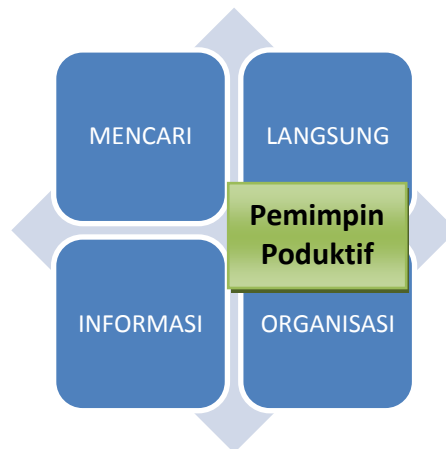 MENCARI
LANGSUNG
Pemimpin
Poduktif
INFORMASI
ORGANISASI